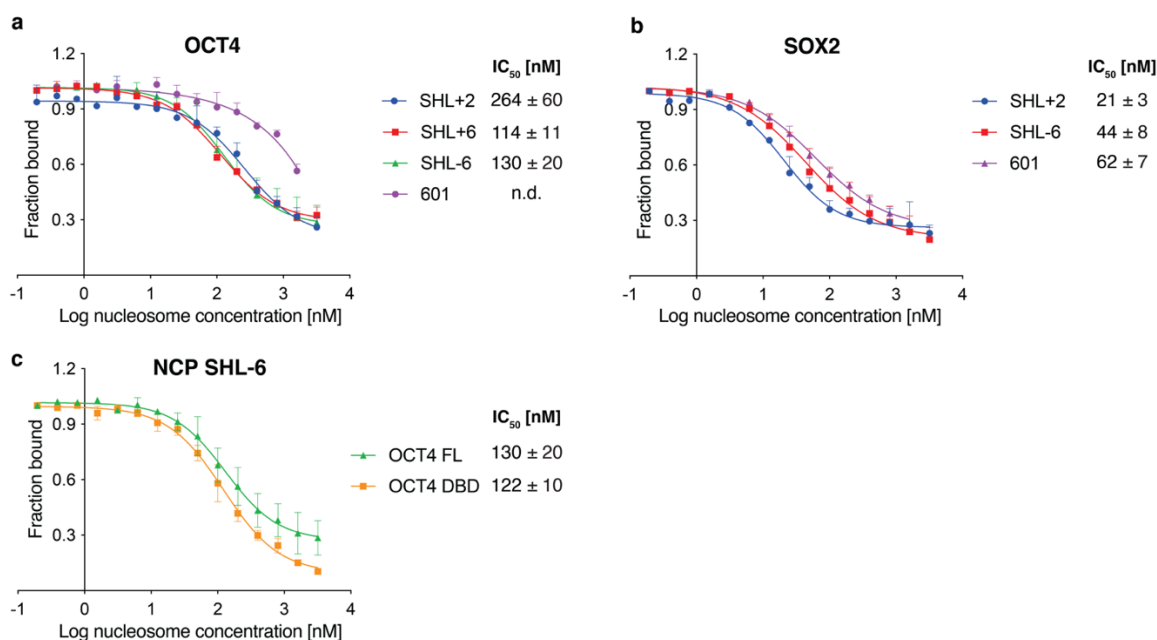 a
OCT4
1.2
0.9
0.6
0.3
Fraction bound
-1 0 1 2 3 4
Log nucleosome concentration [nM]
IC50 [nM]
SHL+2 264 ± 60
SHL+6 114 ± 11
SHL-6 130 ± 20
601 n.d.
b
SOX2
1.2
0.9
0.6
0.3
Fraction bound
-1 0 1 2 3 4
Log nucleosome concentration [nM]
IC50 [nM]
SHL+2 21 ± 3
SHL-6 44 ± 8
601 62 ± 7
c
NCP SHL-6
1.2
0.9
0.6
0.3
Fraction bound
-1 0 1 2 3 4
Log nucleosome concentration [nM]
IC50 [nM]
OCT4 FL 130 ± 20
OCT4 DBD 122 ± 10